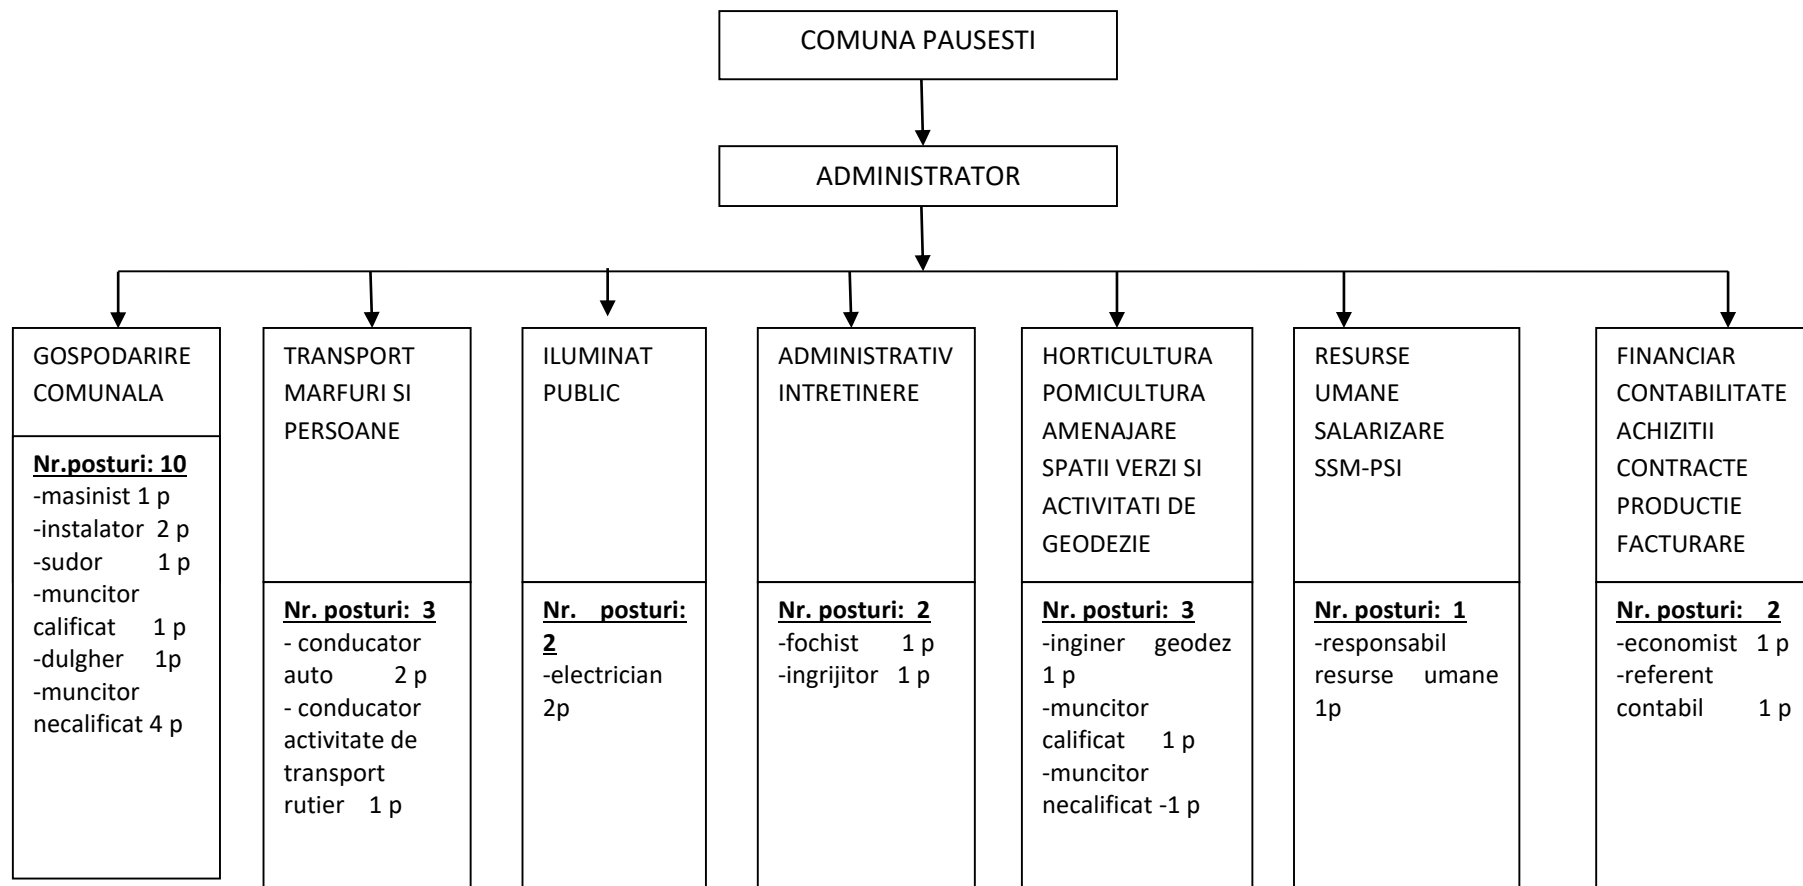 COMUNA PAUSESTI
ADMINISTRATOR
GOSPODARIRE
COMUNALA
Nr.posturi: 10
-masinist 1 p
-instalator 2 p
-sudor 1 p
-muncitor
calificat 1 p
-dulgher 1p
-muncitor
necalificat 4 p
TRANSPORT
MARFURI SI
PERSOANE
Nr. posturi: 3
- conducator
auto 2 p
- conducator
activitate de
transport
rutier 1 p
ILUMINAT
PUBLIC
Nr. posturi:
2
-electrician
2p
ADMINISTRATIV
INTRETINERE
Nr. posturi: 2
-fochist 1 p
-ingrijitor 1 p
HORTICULTURA
POMICULTURA
AMENAJARE
SPATII VERZI SI
ACTIVITATI DE
GEODEZIE
Nr. posturi: 3
-inginer geodez
1 p
-muncitor
calificat 1 p
-muncitor
necalificat -1 p
RESURSE
UMANE
SALARIZARE
SSM-PSI
Nr. posturi: 1
-responsabil
resurse umane
1p
FINANCIAR
CONTABILITATE
ACHIZITII
CONTRACTE
PRODUCTIE
FACTURARE
Nr. posturi: 2
-economist 1 p
-referent
contabil 1 p